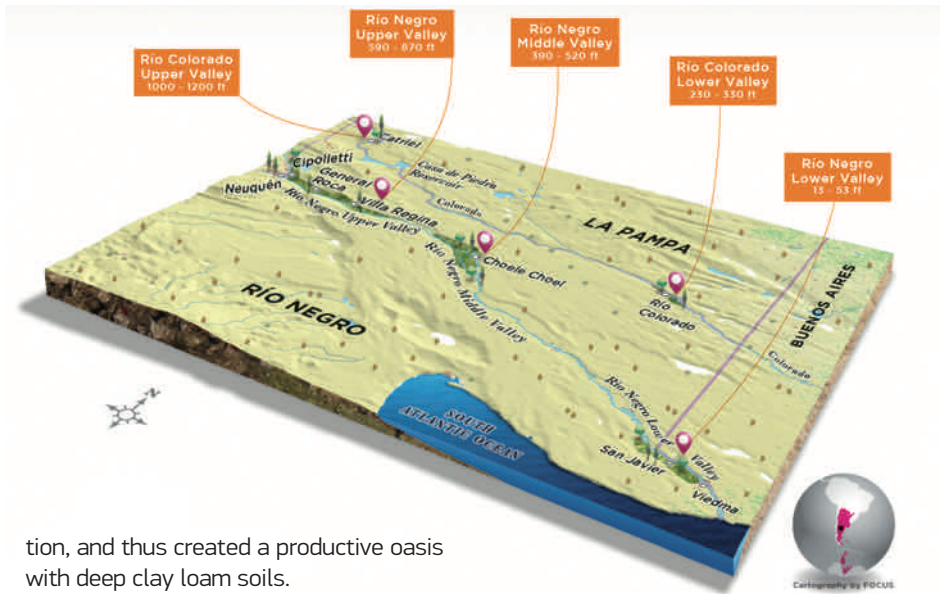 Río Negro
Upper Valley
590 - 870 ft
Río Negro
Middle Valley
390 - 520 ft
Río Colorado
Upper Valley
1000 - 1200 ft
Río Colorado
Lower Valley
230 - 330 ft
Río Negro
Lower Valley
13 - 53 ft
Catriel
Cipolletti
Casa de Piedra
Reservoir
Neuquén
General
Roca
Villa Regina
Colorado
Río Negro Upper Valley
LA PAMPA
Choele Choel
BUENOS AIRES
RÍO NEGRO
Río Negro Middle Valley
Río
Colorado
Colorado
Río Negro Lower Valley
SOUTH
ATLANTIC OCEAN
San Javier
Viedma
N
tion, and thus created a productive oasis
with deep clay loam soils.
Cartography by FOCUS